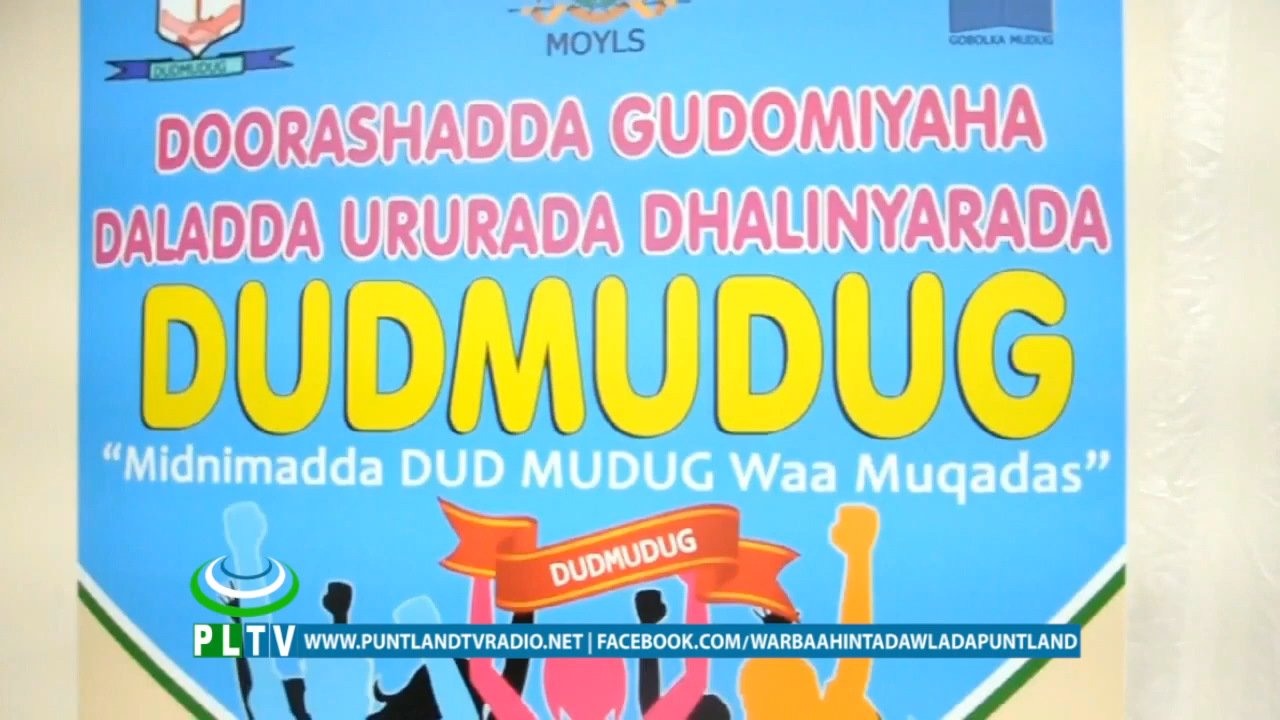 DUDMUDUG
MOYLS
GOBOLKA MUDUG
DOORASHADDA GUDOMIYAHA
DALADDA URURADA DHALINYARADA
DUDMUDUG
“Midnimadda DUD MUDUG Waa Muqadas”
DUDMUDUG
PLTV WWW.PUNTLANDTVRADIO.NET | FACEBOOK.COM/WARBAAHINTADAWLADAPUNTLAND